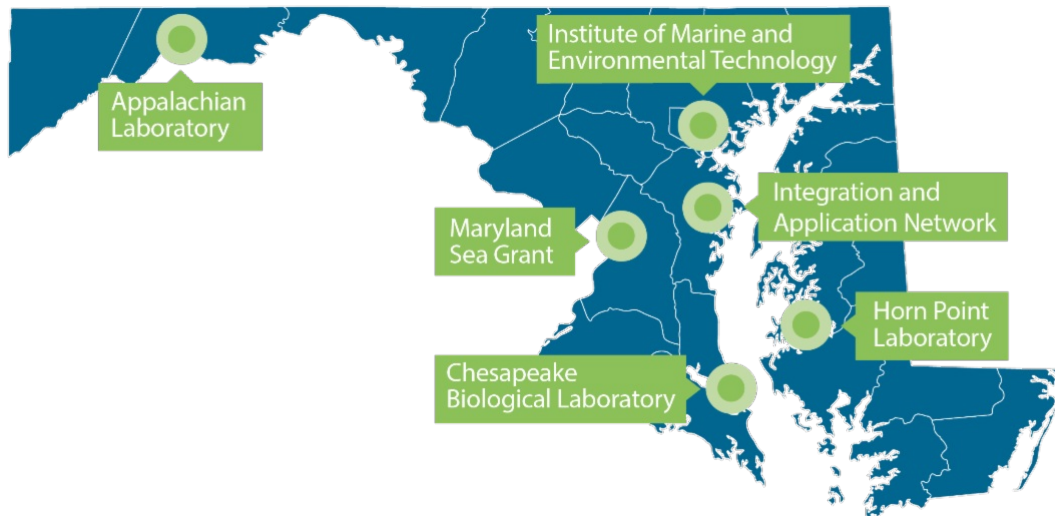 Institute of Marine and
Environmental Technology
Appalachian
Laboratory
Integration and
Application Network
Maryland
Sea Grant
Horn Point
Laboratory
Chesapeake
Biological Laboratory